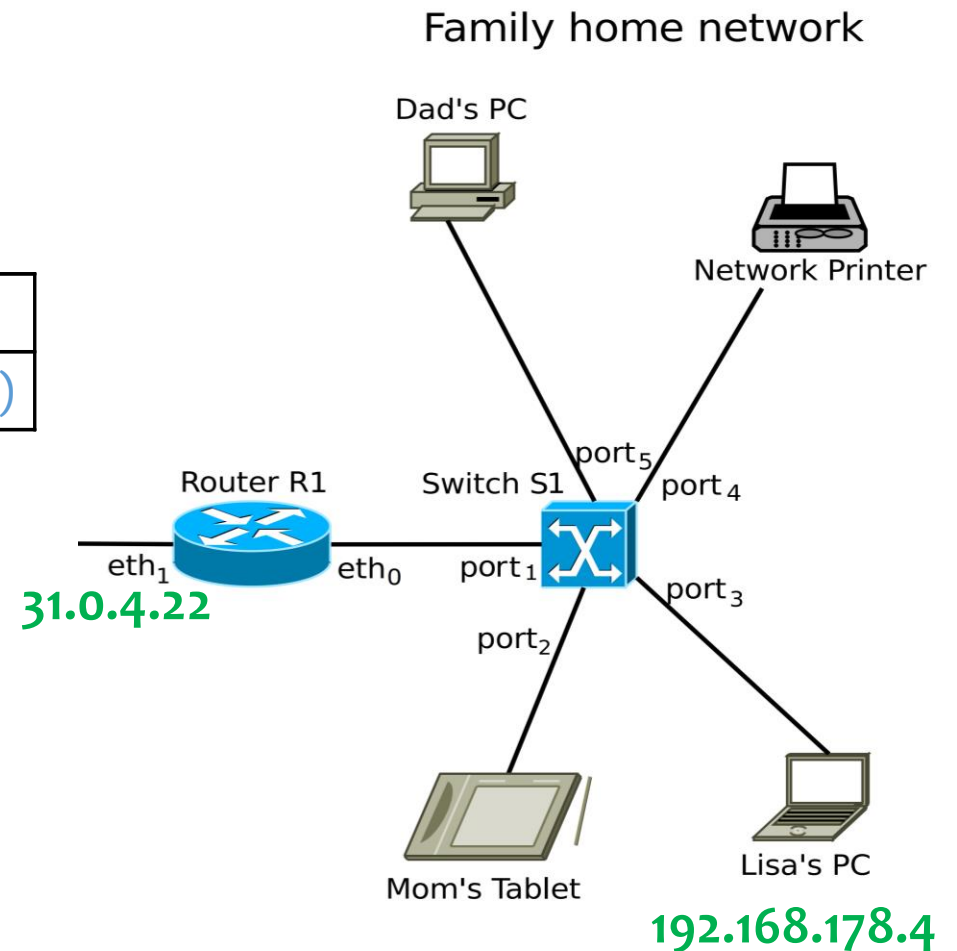 Family home network
Dad's PC
Network Printer
)
port5
port4
Router R1
Switch S1
eth1
eth0
port1
port3
31.0.4.22
port2
Lisa's PC
Mom's Tablet
192.168.178.4